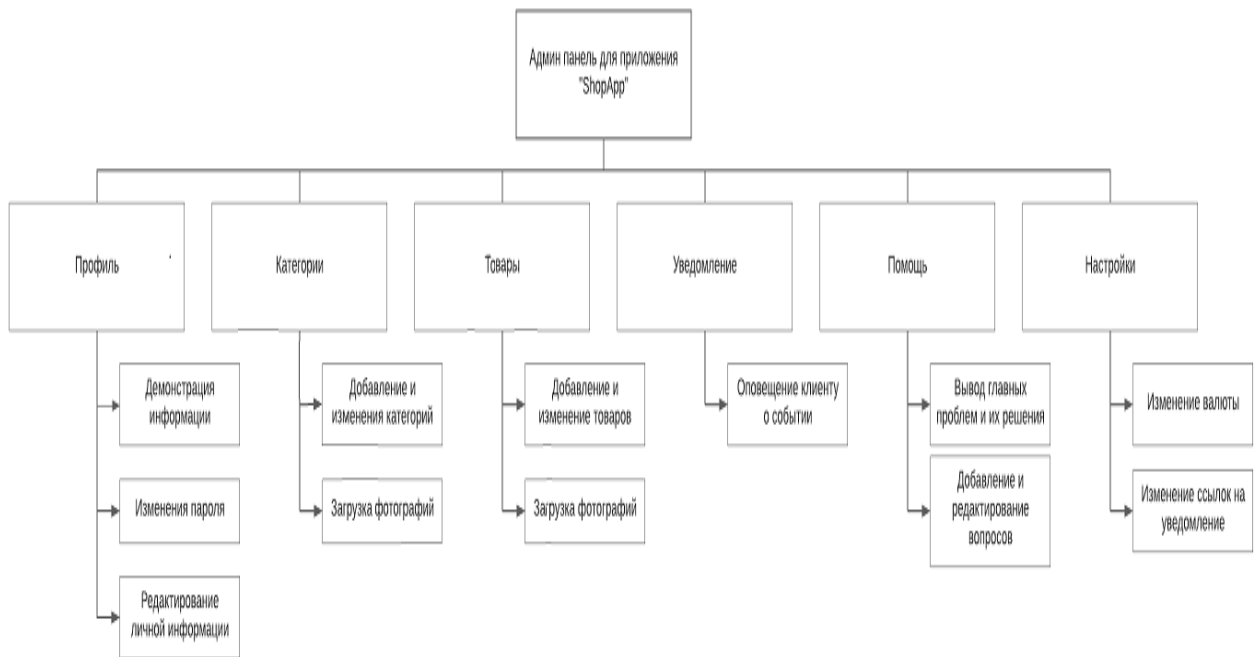 Админ панель для приложения
"ShopApp"
Профиль
Категории
Товары
Уведомление
Помощь
Настройки
Демонстрация
информации
Изменения пароля
Редактирование
личной информации
Добавление и
изменения категорий
Загрузка фотографий
Добавление и
изменение товаров
Загрузка фотографий
Оповещение клиенту
о событии
Вывод главных
проблем и их решения
Добавление и
редактирование
вопросов
Изменение валюты
Изменение ссылок на
уведомление